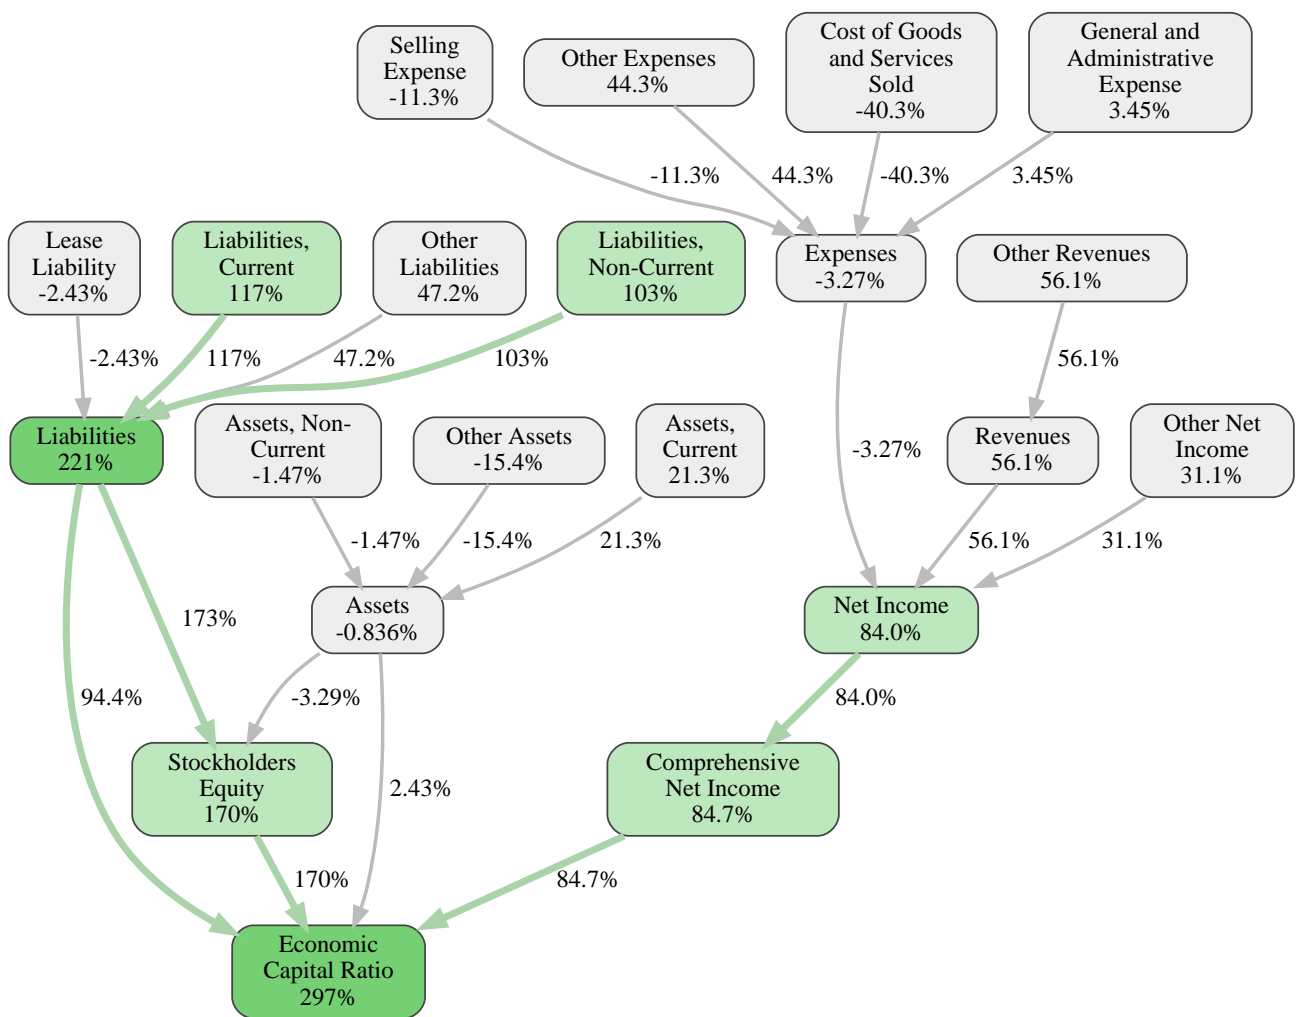 Selling
Expense
-11.3%
Other Expenses
44.3%
Cost of Goods
and Services
Sold
-40.3%
General and
Administrative
Expense
3.45%
-11.3%
44.3%
-40.3%
3.45%
Lease
Liability
-2.43%
Liabilities,
Current
117%
Other
Liabilities
47.2%
Liabilities,
Non-Current
103%
Expenses
-3.27%
Other Revenues
56.1%
-2.43%
117%
47.2%
103%
56.1%
Liabilities
221%
Assets, Non-
Current
-1.47%
Other Assets
-15.4%
Assets,
Current
21.3%
-3.27%
Revenues
56.1%
Other Net
Income
31.1%
-1.47%
-15.4%
21.3%
56.1%
31.1%
173%
Assets
-0.836%
Net Income
84.0%
94.4%
-3.29%
84.0%
Stockholders
Equity
170%
2.43%
Comprehensive
Net Income
84.7%
170%
84.7%
Economic
Capital Ratio
297%